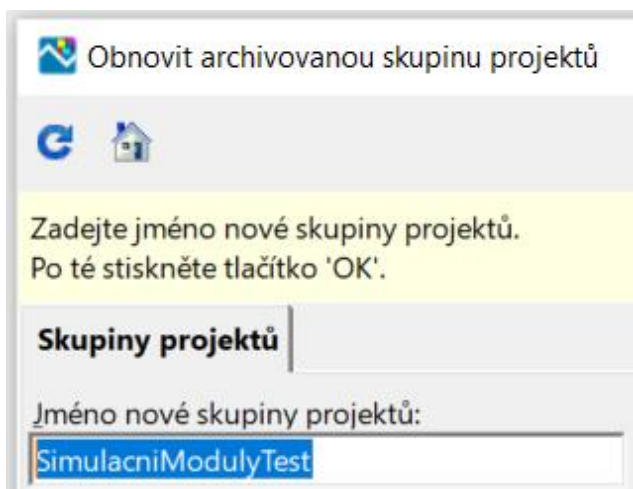 Obnovit archivovanou skupinu projektů
Zadejte jméno nové skupiny projektů.
Po té stiskněte tlačítko 'OK'.
Skupiny projektů
Jméno nové skupiny projektů:
SimulacniModulyTest